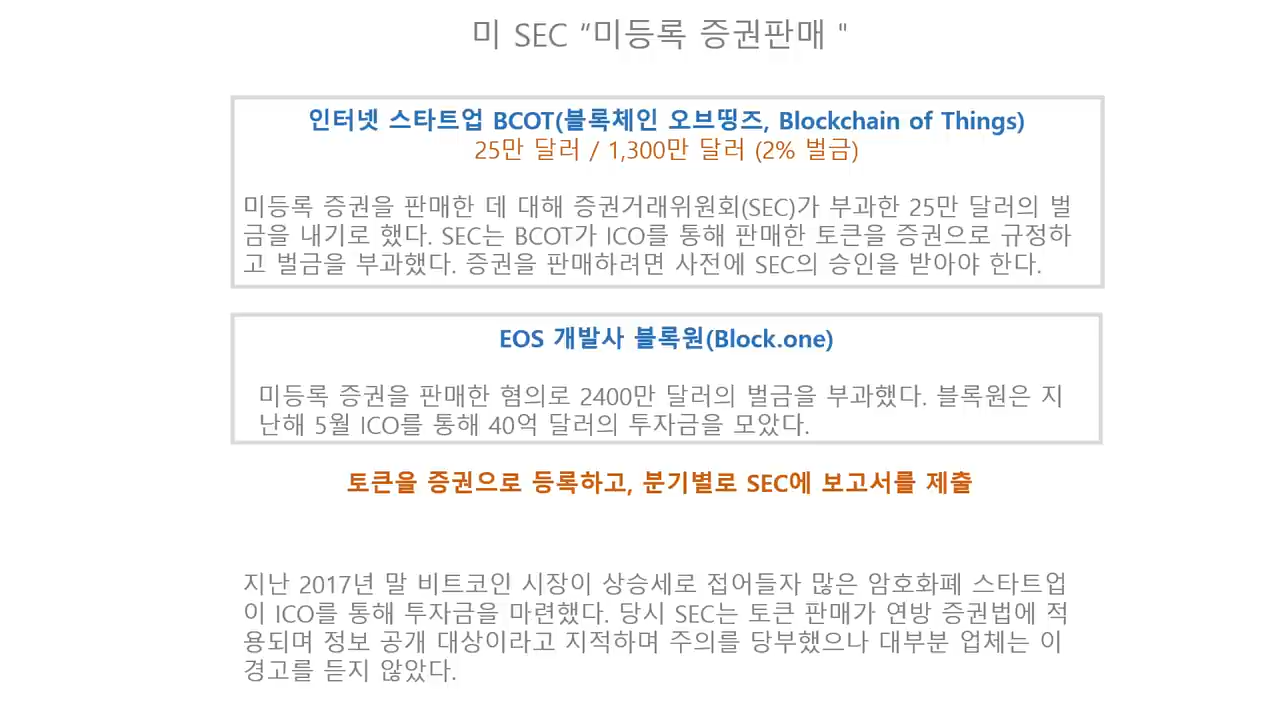 미 SEC “미등록 증권판매 "
인터넷 스타트업 BCOT(블록체인 오브띵즈, Blockchain of Things)
25만 달러 / 1,300만 달러 (2% 벌금)
미등록 증권을 판매한 데 대해 증권거래위원회(SEC)가 부과한 25만 달러의 벌
금을 내기로 했다. SEC는 BCOT가 ICO를 통해 판매한 토큰을 증권으로 규정하
고 벌금을 부과했다. 증권을 판매하려면 사전에 SEC의 승인을 받아야 한다.
EOS 개발사 블록원(Block.one)
미등록 증권을 판매한 혐의로 2400만 달러의 벌금을 부과했다. 블록원은 지
난해 5월 ICO를 통해 40억 달러의 투자금을 모았다.
토큰을 증권으로 등록하고, 분기별로 SEC에 보고서를 제출
지난 2017년 말 비트코인 시장이 상승세로 접어들자 많은 암호화폐 스타트업
이 ICO를 통해 투자금을 마련했다. 당시 SEC는 토큰 판매가 연방 증권법에 적
용되며 정보 공개 대상이라고 지적하며 주의를 당부했으나 대부분 업체는 이
경고를 듣지 않았다.